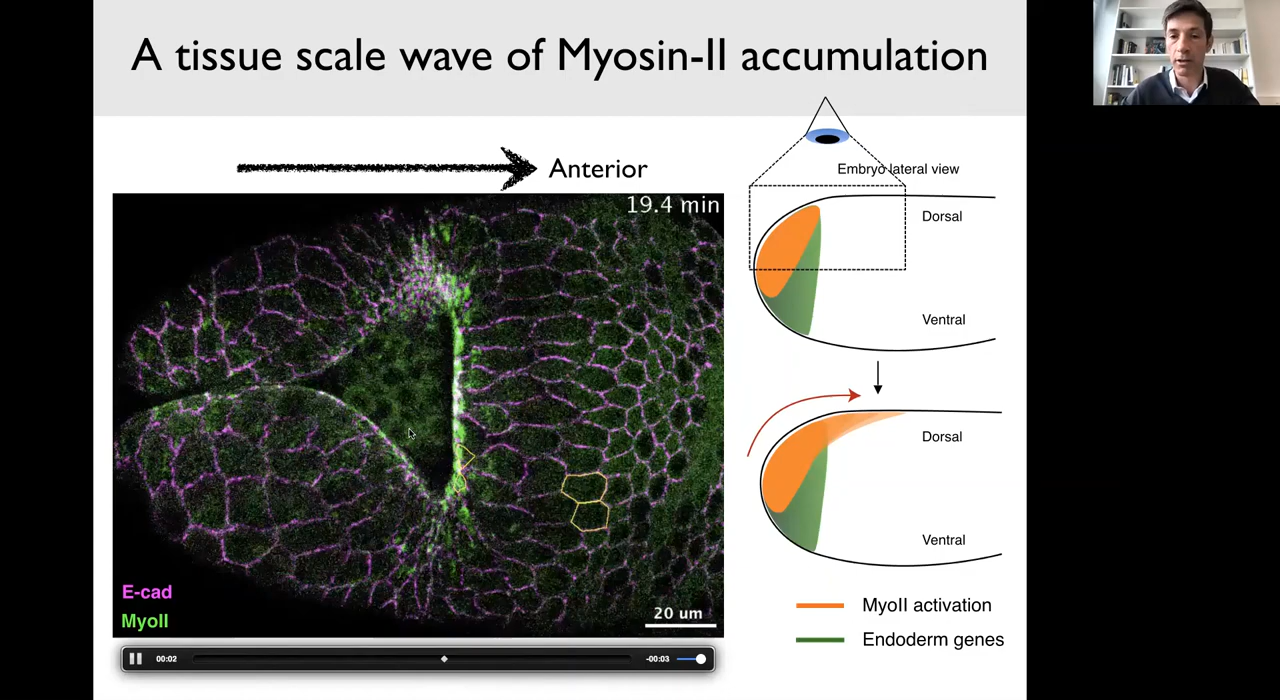 A tissue scale wave of Myosin-II accumulation
Anterior
Embryo lateral view
19.4 min
Dorsal
Ventral
Dorsal
Ventral
E-cad
MyoII
20 um
MyoII activation
Endoderm genes
00:02
-00:03